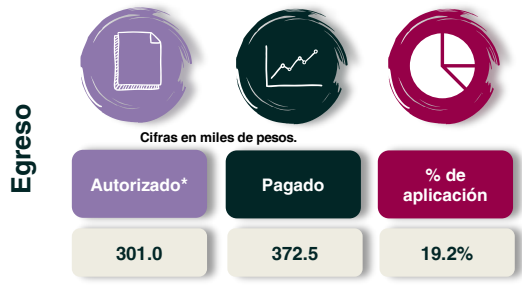 Egreso
Cifras en miles de pesos.
Autorizado*
Pagado
% de
aplicación
301.0
372.5
19.2%